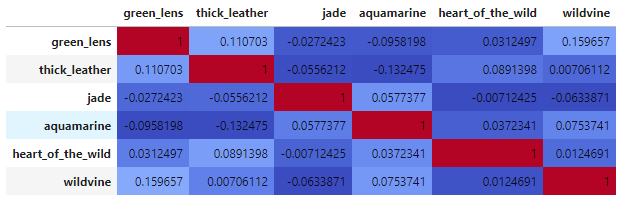 green_lens thick_leather jade aquamarine heart_of_the_wild wildvine
green_lens 1 0.110703 -0.0272423 -0.0958198 0.0312497 0.159657
thick_leather 0.110703 1 -0.0556212 -0.132475 0.0891398 0.00706112
jade -0.0272423 -0.0556212 1 0.0577377 -0.00712425 -0.0633871
aquamarine -0.0958198 -0.132475 0.0577377 1 0.0372341 0.0753741
heart_of_the_wild 0.0312497 0.0891398 -0.00712425 0.0372341 1 0.0124691
wildvine 0.159657 0.00706112 -0.0633871 0.0753741 0.0124691 1